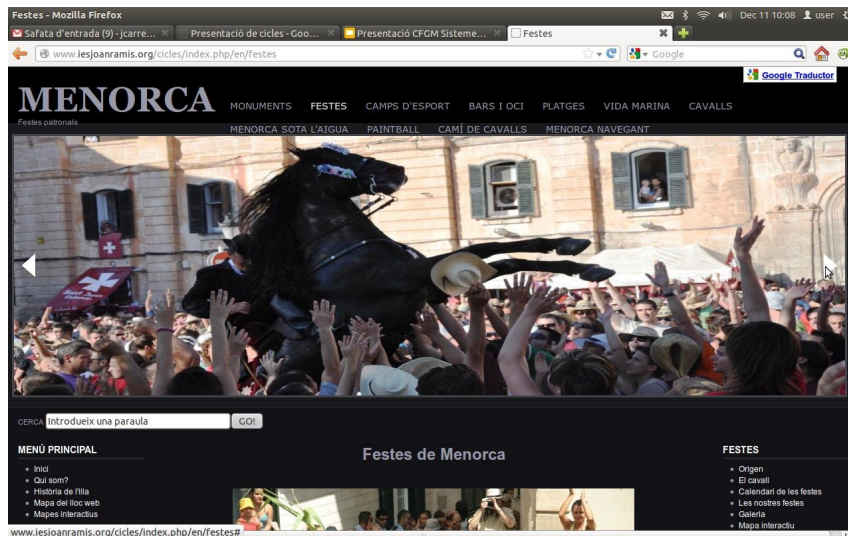 Festes - Mozilla Firefox
Dec 11 10:08 user
Safata d'entrada (9) - jcarre...
Presentació de cicles - Goo...
Presentació CFGM Sisteme...
Festes
www.iesjoanramis.org/cicles/index.php/en/festes
Google
Google Traductor
MENORCA
Festes patronals
MONUMENTS FESTES CAMPS D'ESPORT BARS I OCI PLATGES VIDA MARINA CAVALLS
MENORCA SOTA L'AIGUA PAINTBALL CAMÍ DE CAVALLS MENORCA NAVEGANT
CERCA Introdueix una paraula GO!
MENÚ PRINCIPAL
Inici
Qui som?
Història de l'illa
Mapa del lloc web
Mapes interactius
Festes de Menorca
FESTES
Origen
El cavall
Calendari de les festes
Les nostres festes
Galeria
Mapa interactiu
www.iesjoanramis.org/cicles/index.php/en/festes#